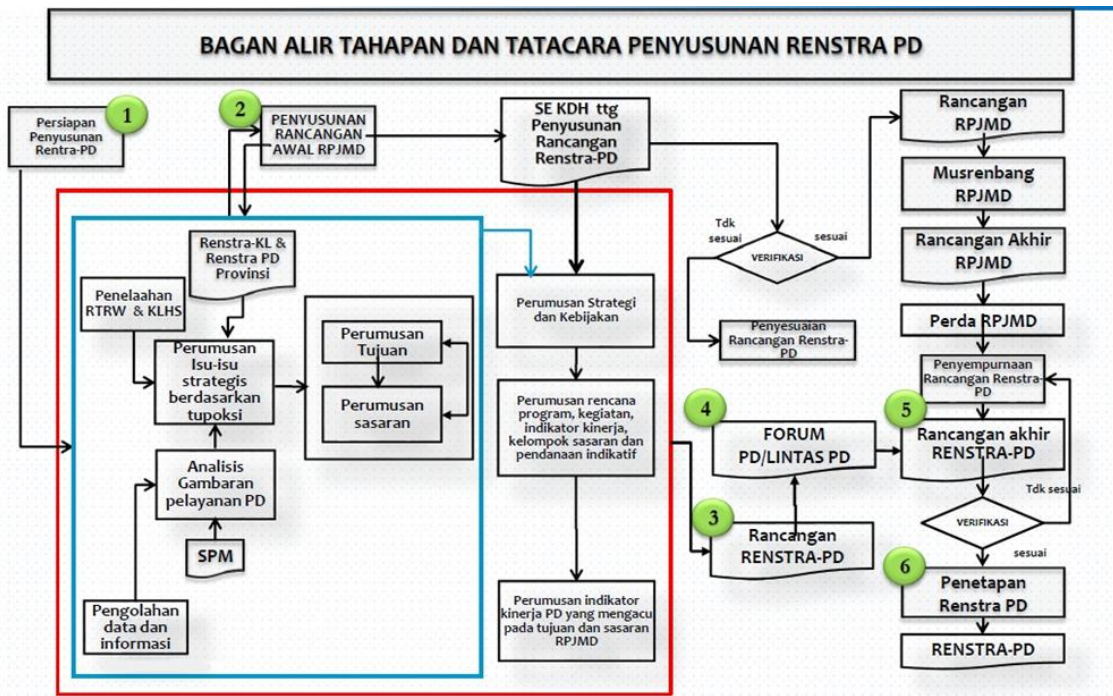 BAGAN ALIR TAHAPAN DAN TATACARA PENYUSUNAN RENSTRA PD
1
Persiapan
Penyusunan
Rentra-PD
2
PENYUSUNAN
RANCANGAN
AWAL RPJMD
SE KDH ttg
Penyusunan
Rancangan
Renstra-PD
Rancangan
RPJMD
Musrenbang
RPJMD
Rancangan Akhir
RPJMD
Perda RPJMD
Penyempurnaan
Rancangan Renstra-
PD
Tdk
sesuai
sesuai
VERIFIKASI
Penyesuaian
Rancangan Renstra-
PD
Renstra-KL &
Renstra PD
Provinsi
Penelaahan
RTRW & KLHS
Perumusan
Isu-isu
strategis
berdasarkan
tupoksi
Perumusan
Tujuan
Perumusan
sasaran
Analisis
Gambaran
pelayanan PD
SPM
Pengolahan
data dan
informasi
Perumusan Strategi
dan Kebijakan
Perumusan rencana
program, kegiatan,
indikator kinerja,
kelompok sasaran dan
pendanaan indikatif
Perumusan indikator
kinerja PD yang mengacu
pada tujuan dan sasaran
RPJMD
3
Rancangan
RENSTRA-PD
4
FORUM
PD/LINTAS PD
5
Rancangan akhir
RENSTRA-PD
Tdk sesuai
VERIFIKASI
sesuai
6
Penetapan
Renstra PD
RENSTRA-PD